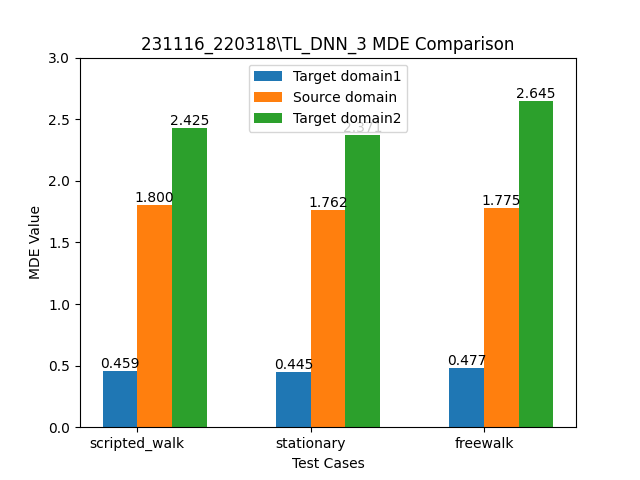 231116_220318\TL_DNN_3 MDE Comparison
MDE Value
3.0
2.5
2.0
1.5
1.0
0.5
0.0
Target domain1
Source domain
Target domain2
2.425
2.371
2.645
1.800
1.762
1.775
0.459
0.445
0.477
scripted_walk
stationary
freewalk
Test Cases